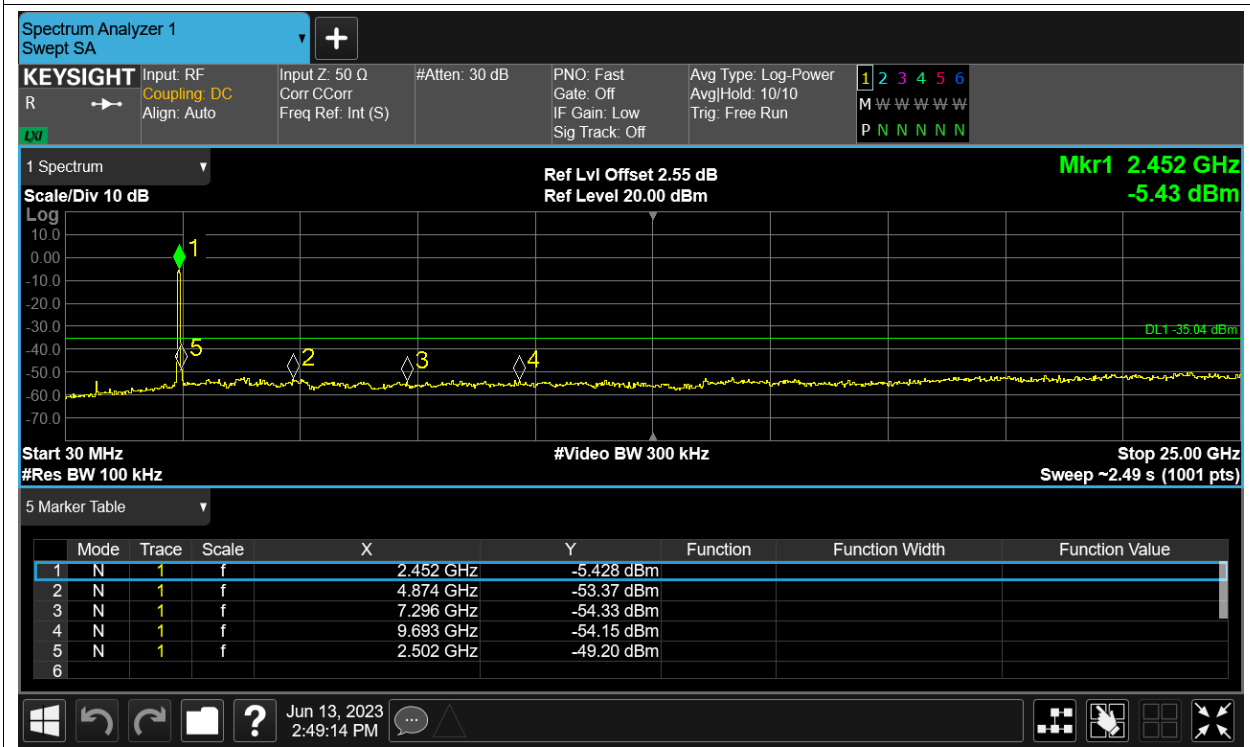 Spectrum Analyzer 1
Swept SA
+
KEYSIGHT Input: RF Input Z: 50 Ω #Atten: 30 dB PNO: Fast Avg Type: Log-Power 1 2 3 4 5 6
R Coupling: DC Corr CCorr Gate: Off Avg|Hold: 10/10 M W W W W W W
Align: Auto Freq Ref: Int (S) IF Gain: Low Trig: Free Run
LXI Sig Track: Off P N N N N N N
1 Spectrum Ref Lvl Offset 2.55 dB Mkr1 2.452 GHz
Scale/Div 10 dB Ref Level 20.00 dBm -5.43 dBm
Log
10.0
1
0.00
-10.0
-20.0
-30.0
DL1 -35.04 dBm
-40.0
5 2 3 4
-50.0
-60.0
-70.0
Start 30 MHz #Video BW 300 kHz Stop 25.00 GHz
#Res BW 100 kHz Sweep ~2.49 s (1001 pts)
5 Marker Table
Mode Trace Scale X Y Function Function Width Function Value
1 N 1 f 2.452 GHz -5.428 dBm
2 N 1 f 4.874 GHz -53.37 dBm
3 N 1 f 7.296 GHz -54.33 dBm
4 N 1 f 9.693 GHz -54.15 dBm
5 N 1 f 2.502 GHz -49.20 dBm
6
? Jun 13, 2023
2:49:14 PM